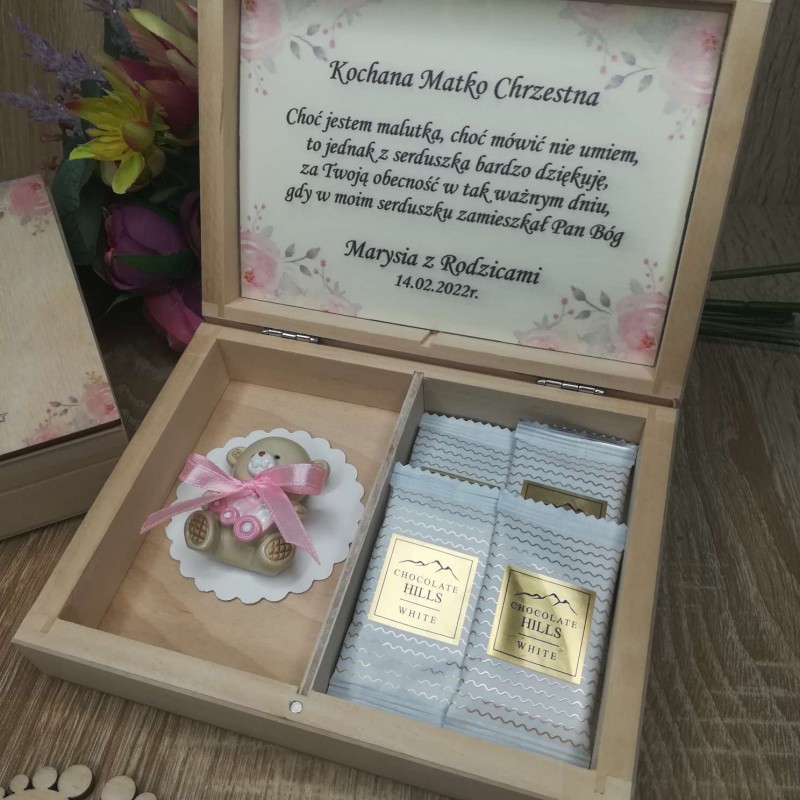 Kochana Matko Chrzestna
Choć jestem malutka, choć mówić nie umiem,
to jednak z serduszka bardzo dziękuję,
za Twoją obecność w tak ważnym dniu,
gdy w moim serduszku zamieszkał Pan Bóg
Marysia z Rodzicami
14.02.2022r.
CHOCOLATE
HILLS
WHITE
CHOCOLATE
HILLS
WHITE